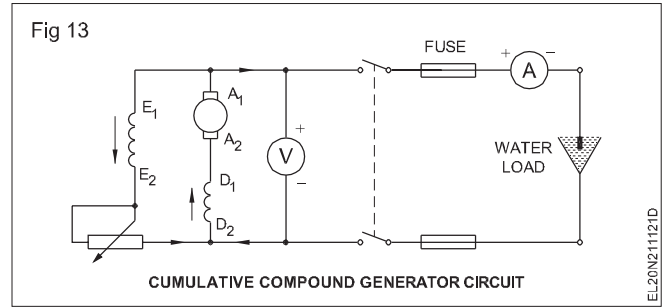 Fig 13
FUSE
+ A −
E1
A1
A2
+
V
−
WATER
LOAD
E2
D1
D2
CUMULATIVE COMPOUND GENERATOR CIRCUIT
EL20N211121D